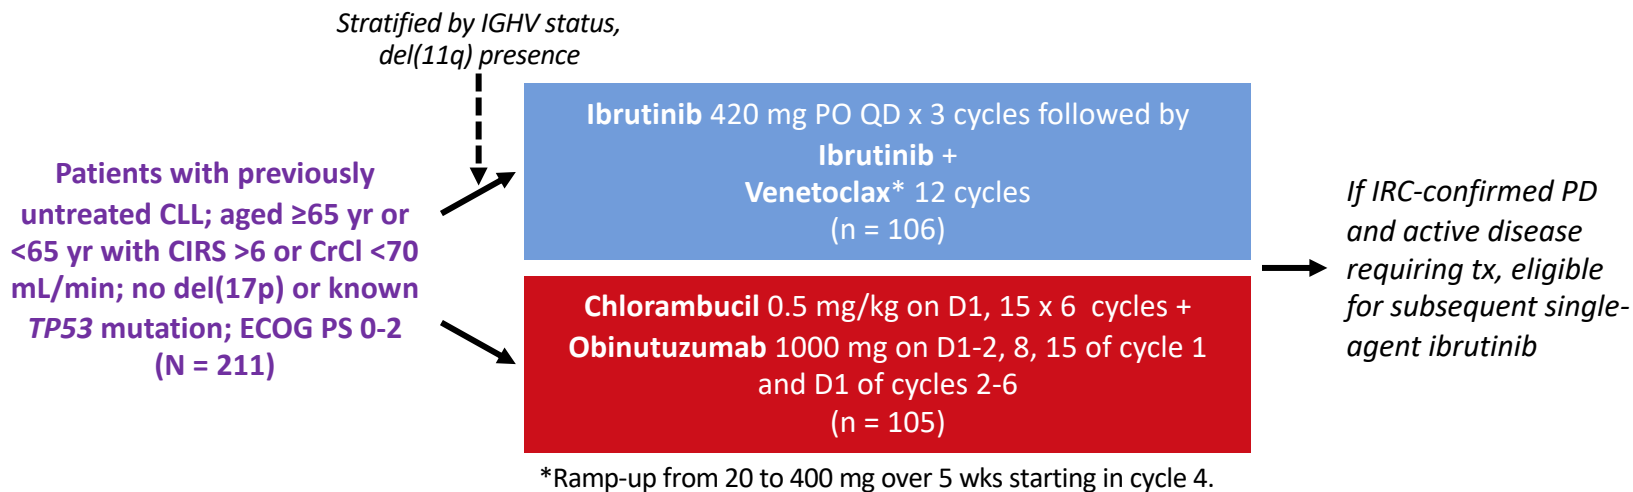 Stratified by IGHV status,
del(11q) presence
Patients with previously
untreated CLL; aged ≥65 yr or
<65 yr with CIRS >6 or CrCl <70
mL/min; no del(17p) or known
TP53 mutation; ECOG PS 0-2
(N = 211)
Ibrutinib 420 mg PO QD x 3 cycles followed by
Ibrutinib +
Venetoclax* 12 cycles
(n = 106)
Chlorambucil 0.5 mg/kg on D1, 15 x 6 cycles +
Obinutuzumab 1000 mg on D1-2, 8, 15 of cycle 1
and D1 of cycles 2-6
(n = 105)
*Ramp-up from 20 to 400 mg over 5 wks starting in cycle 4.
If IRC-confirmed PD
and active disease
requiring tx, eligible
for subsequent single-
agent ibrutinib